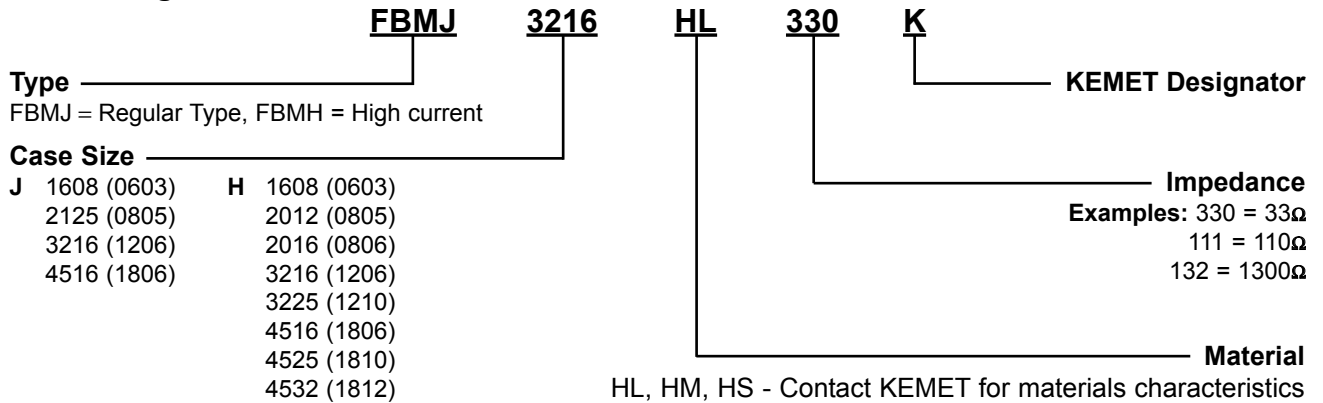 FBMJ 3216 HL 330 K
Type
KEMET Designator
FBMJ = Regular Type, FBMH = High current
Case Size
J 1608 (0603) H 1608 (0603)
2125 (0805) 2012 (0805)
3216 (1206) 2016 (0806)
4516 (1806) 3216 (1206)
3225 (1210)
4516 (1806)
4525 (1810)
4532 (1812)
Impedance
Examples: 330 = 33Ω
111 = 110Ω
132 = 1300Ω
Material
HL, HM, HS - Contact KEMET for materials characteristics